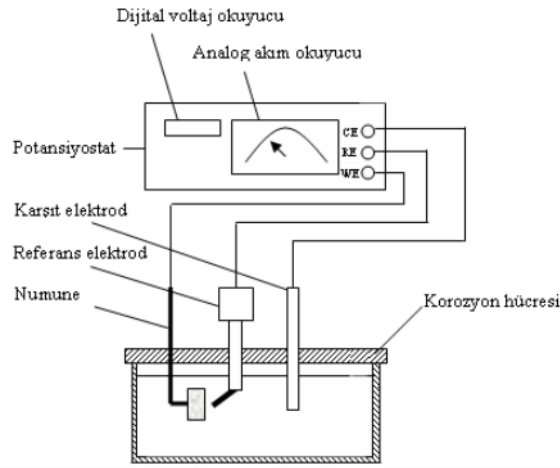 Dijital voltaj okuyucu
Analog akım okuyucu
Potansiyostat
CE
RE
WE
Karşıt elektrod
Referans elektrod
Numune
Korozyon hücresi